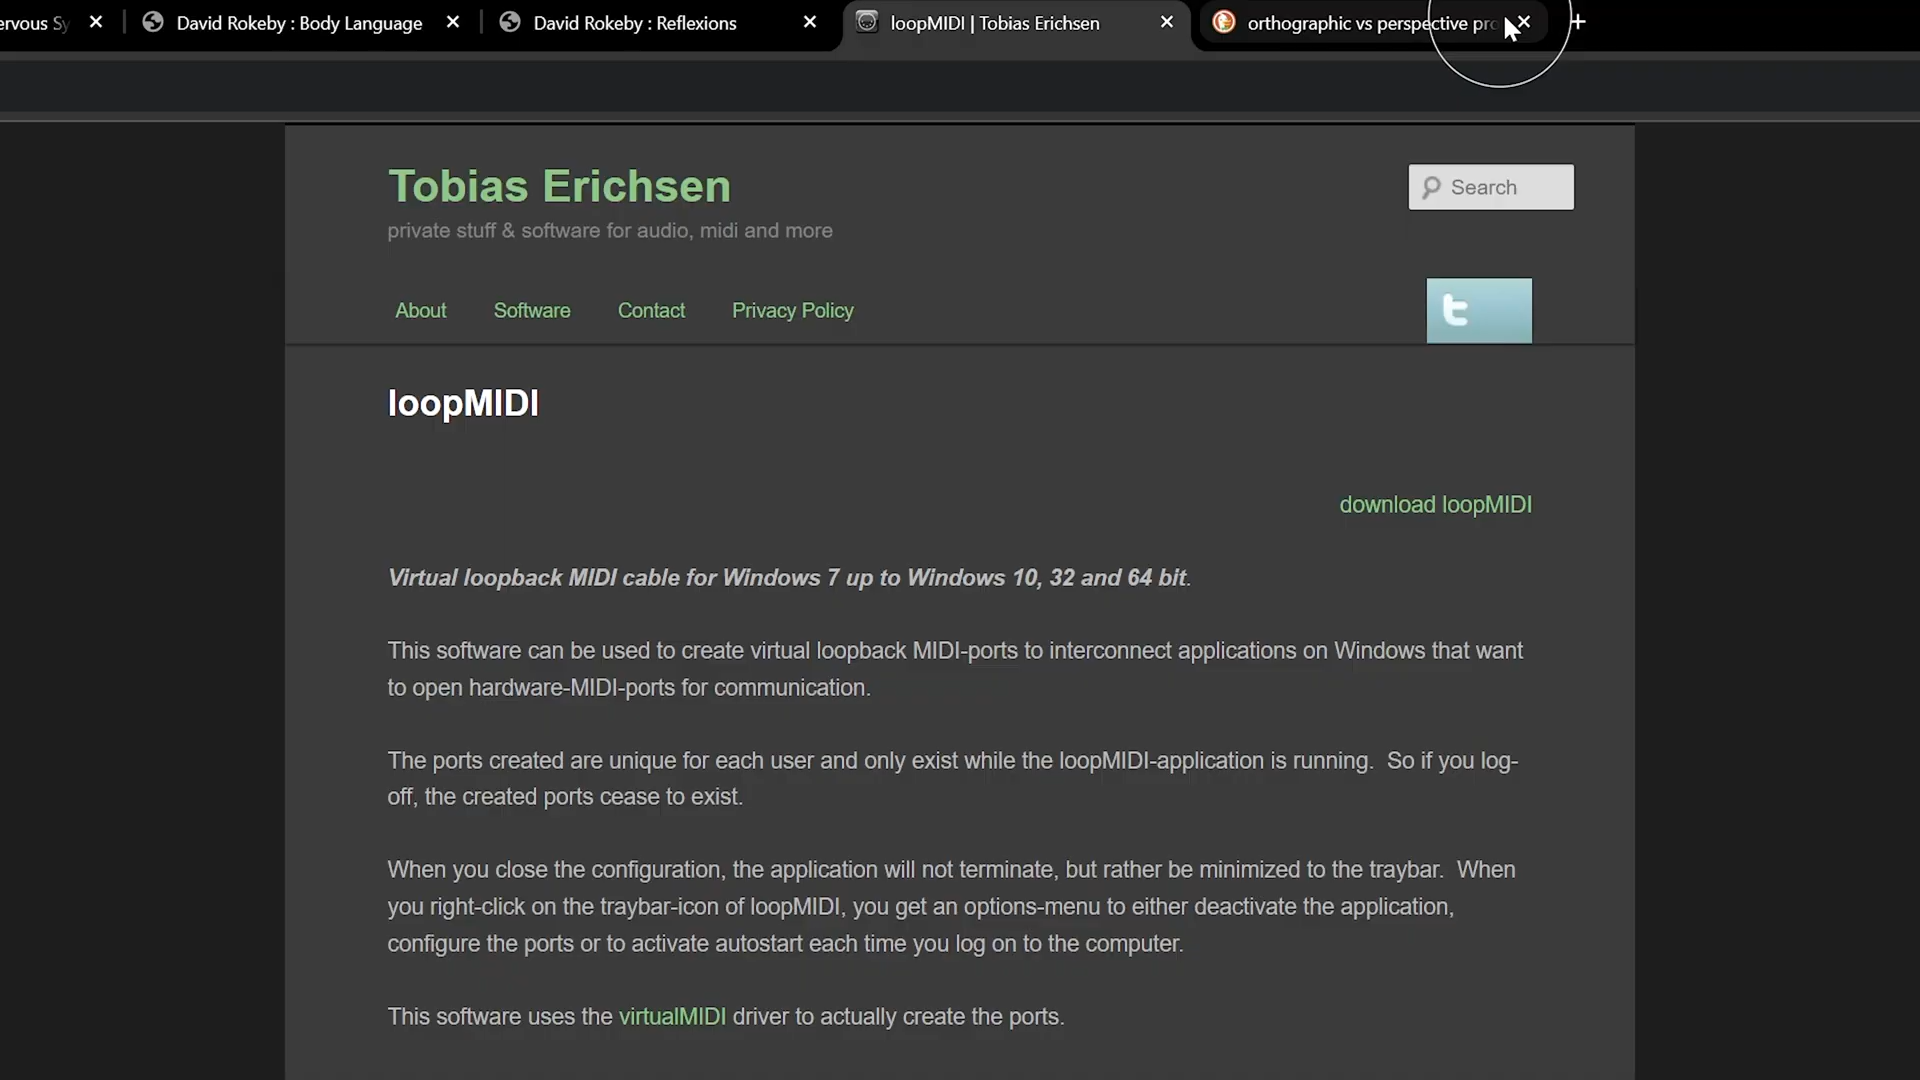 ervous Sy
David Rokeby : Body Language
David Rokeby : Reflexions
loopMIDI | Tobias Erichsen
orthographic vs perspective pro
Tobias Erichsen
private stuff & software for audio, midi and more
Search
About
Software
Contact
Privacy Policy
loopMIDI
download loopMIDI
Virtual loopback MIDI cable for Windows 7 up to Windows 10, 32 and 64 bit.
This software can be used to create virtual loopback MIDI-ports to interconnect applications on Windows that want
to open hardware-MIDI-ports for communication.
The ports created are unique for each user and only exist while the loopMIDI-application is running.  So if you log-
off, the created ports cease to exist.
When you close the configuration, the application will not terminate, but rather be minimized to the traybar.  When
you right-click on the traybar-icon of loopMIDI, you get an options-menu to either deactivate the application,
configure the ports or to activate autostart each time you log on to the computer.
This software uses the virtualMIDI driver to actually create the ports.